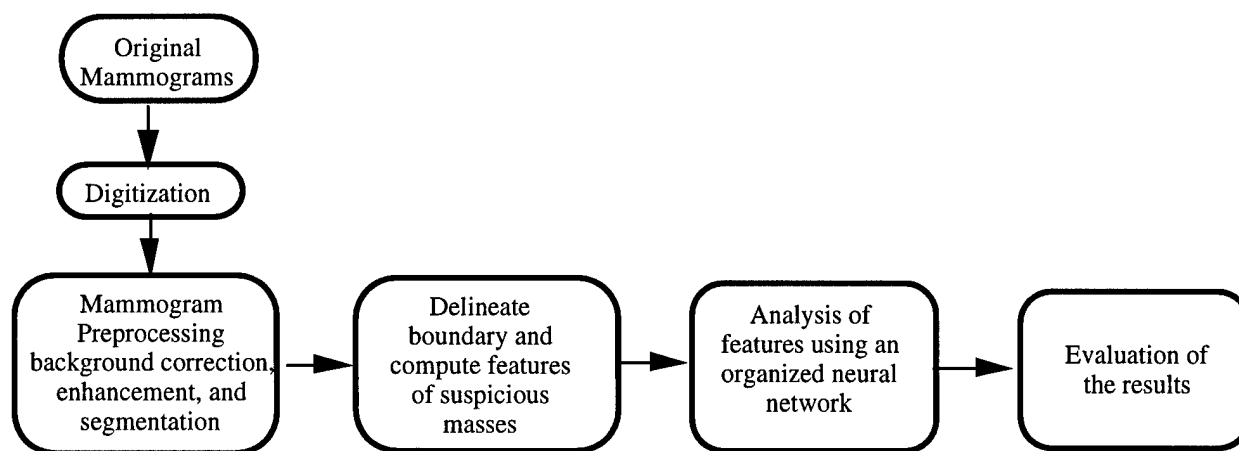 Original
Mammograms
Digitization
Mammogram
Preprocessing
background correction,
enhancement, and
segmentation
Delineate
boundary and
compute features
of suspicious
masses
Analysis of
features using an
organized neural
network
Evaluation of
the results